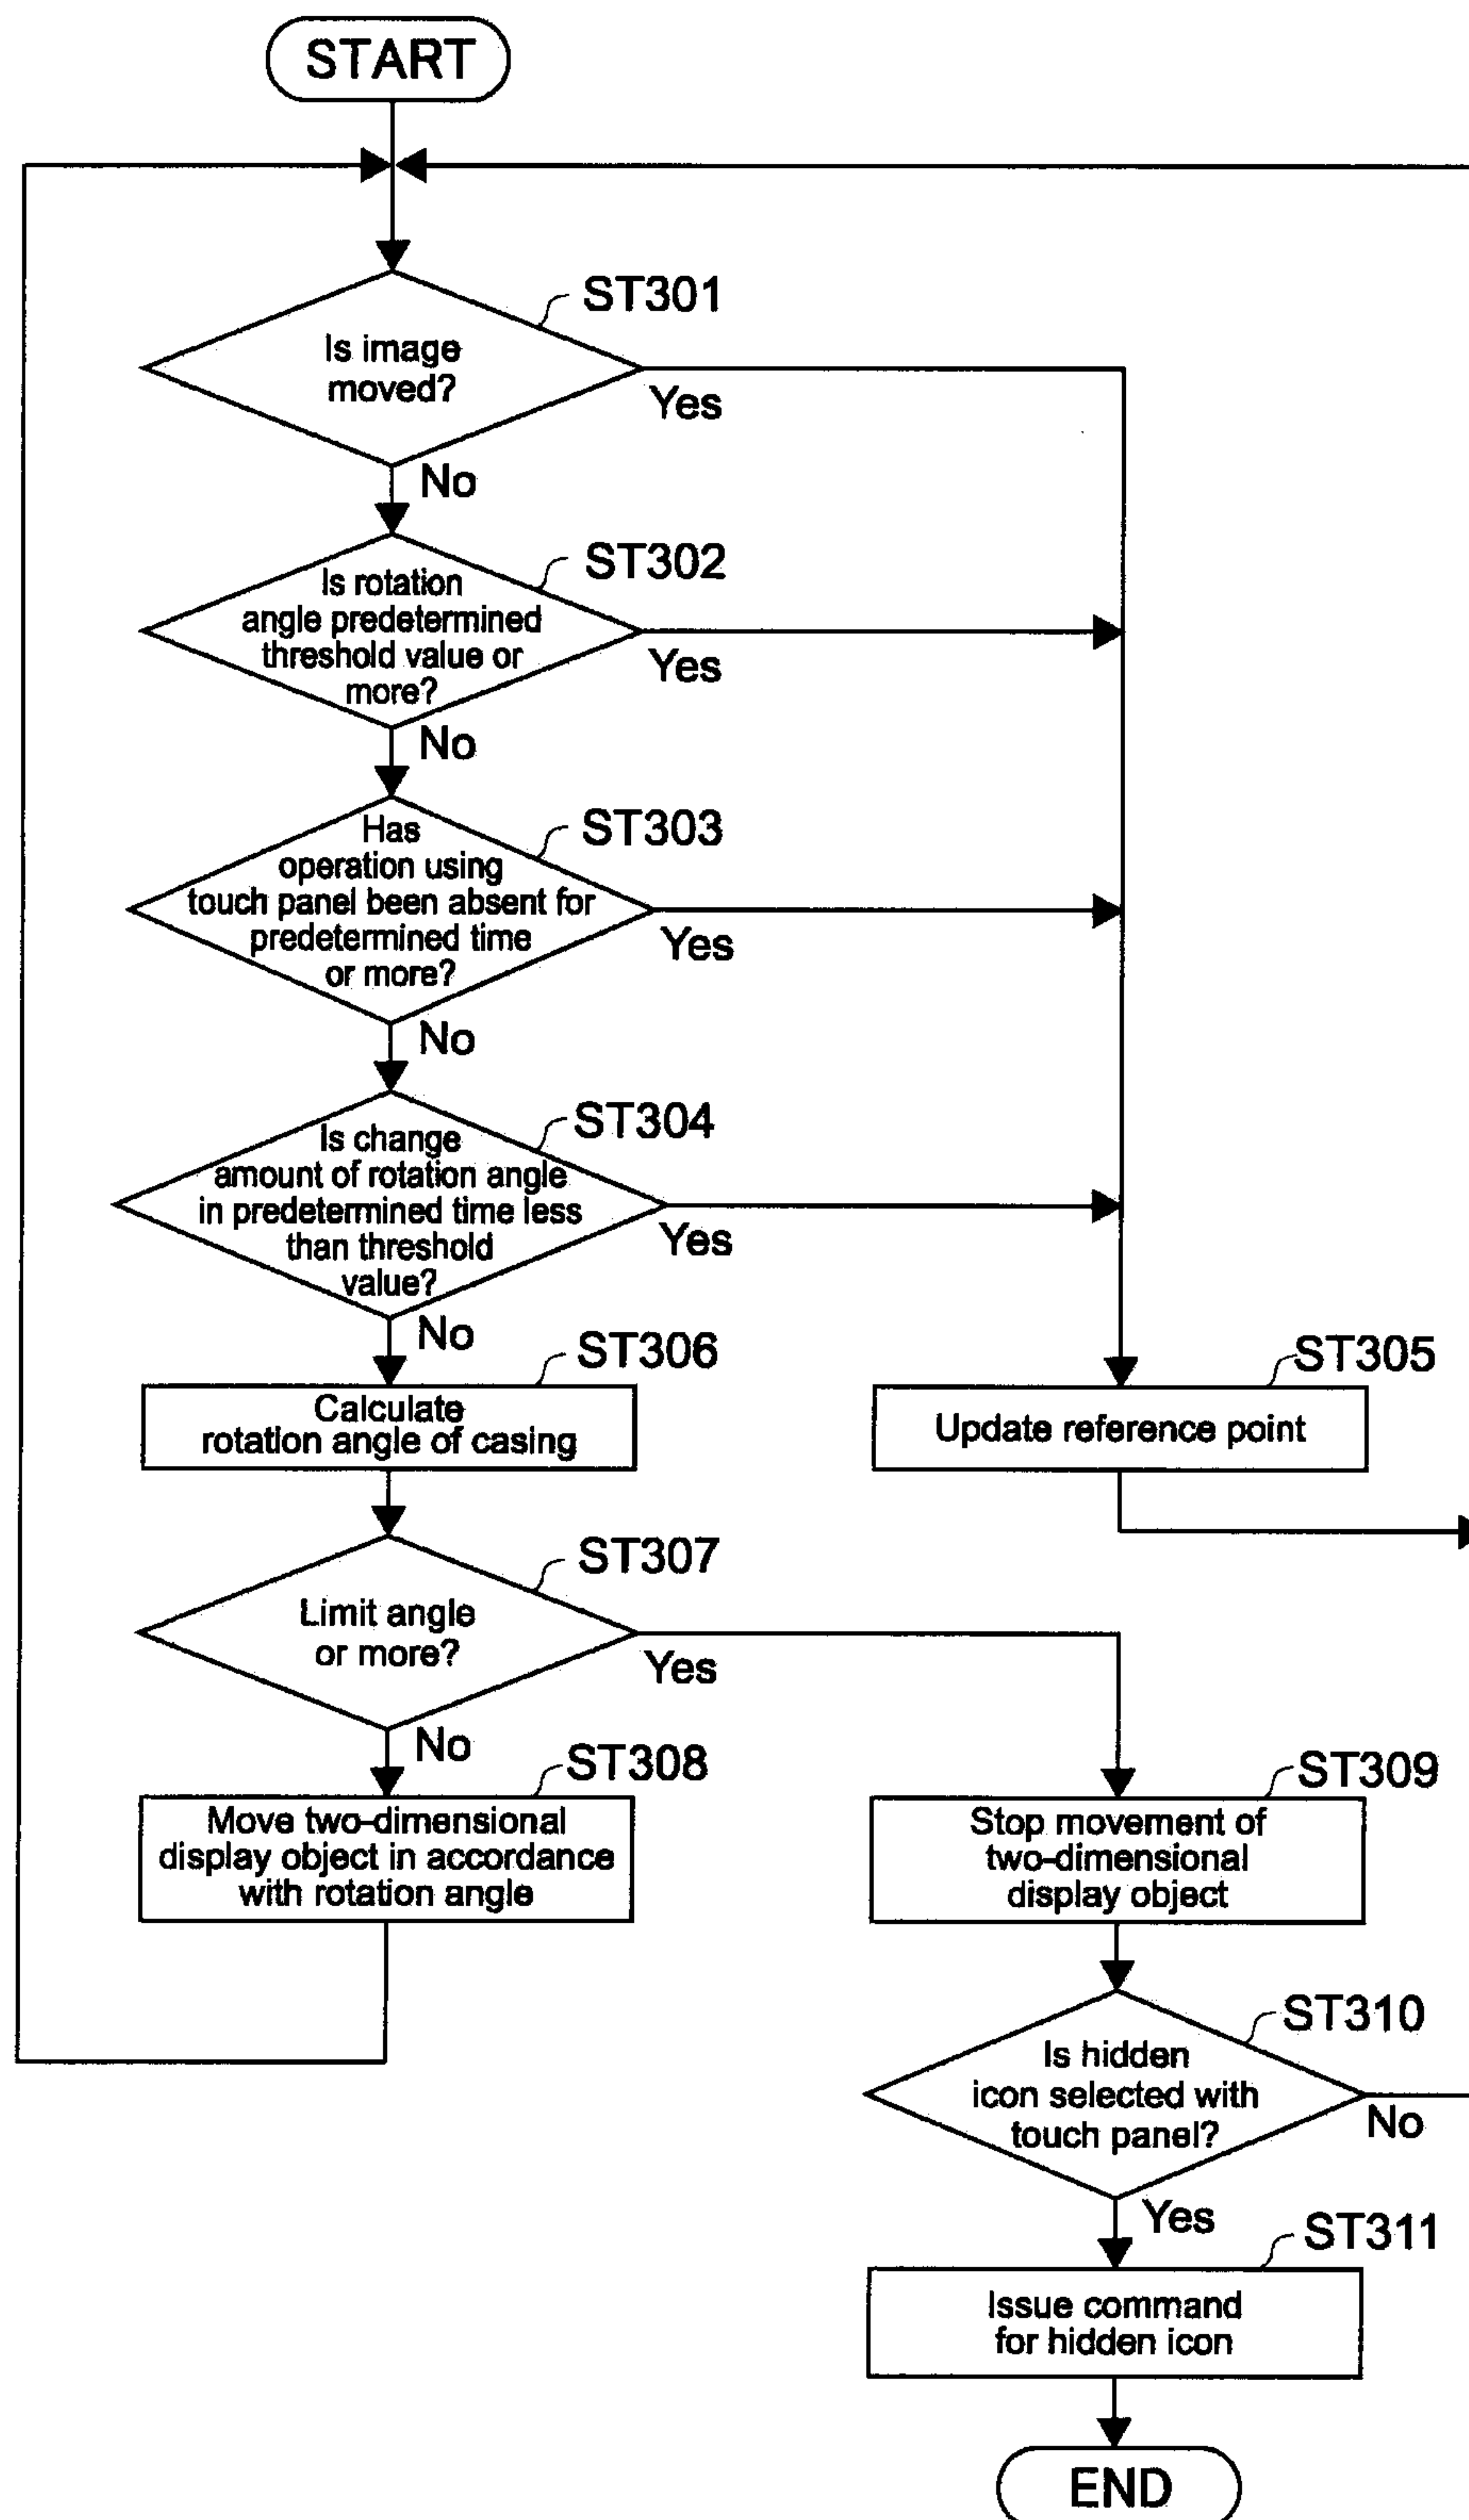 START
ST301
Is image
moved?
Yes
No
ST302
Is rotation
angle predetermined
threshold value or
more?
Yes
No
ST303
Has
operation using
touch panel been absent for
predetermined time
or more?
Yes
No
ST304
Is change
amount of rotation angle
in predetermined time less
than threshold
value?
Yes
No
ST306
Calculate
rotation angle of casing
ST305
Update reference point
ST307
Limit angle
or more?
Yes
No
ST308
Move two-dimensional
display object in accordance
with rotation angle
ST309
Stop movement of
two-dimensional
display object
ST310
Is hidden
icon selected with
touch panel?
No
Yes
ST311
Issue command
for hidden icon
END